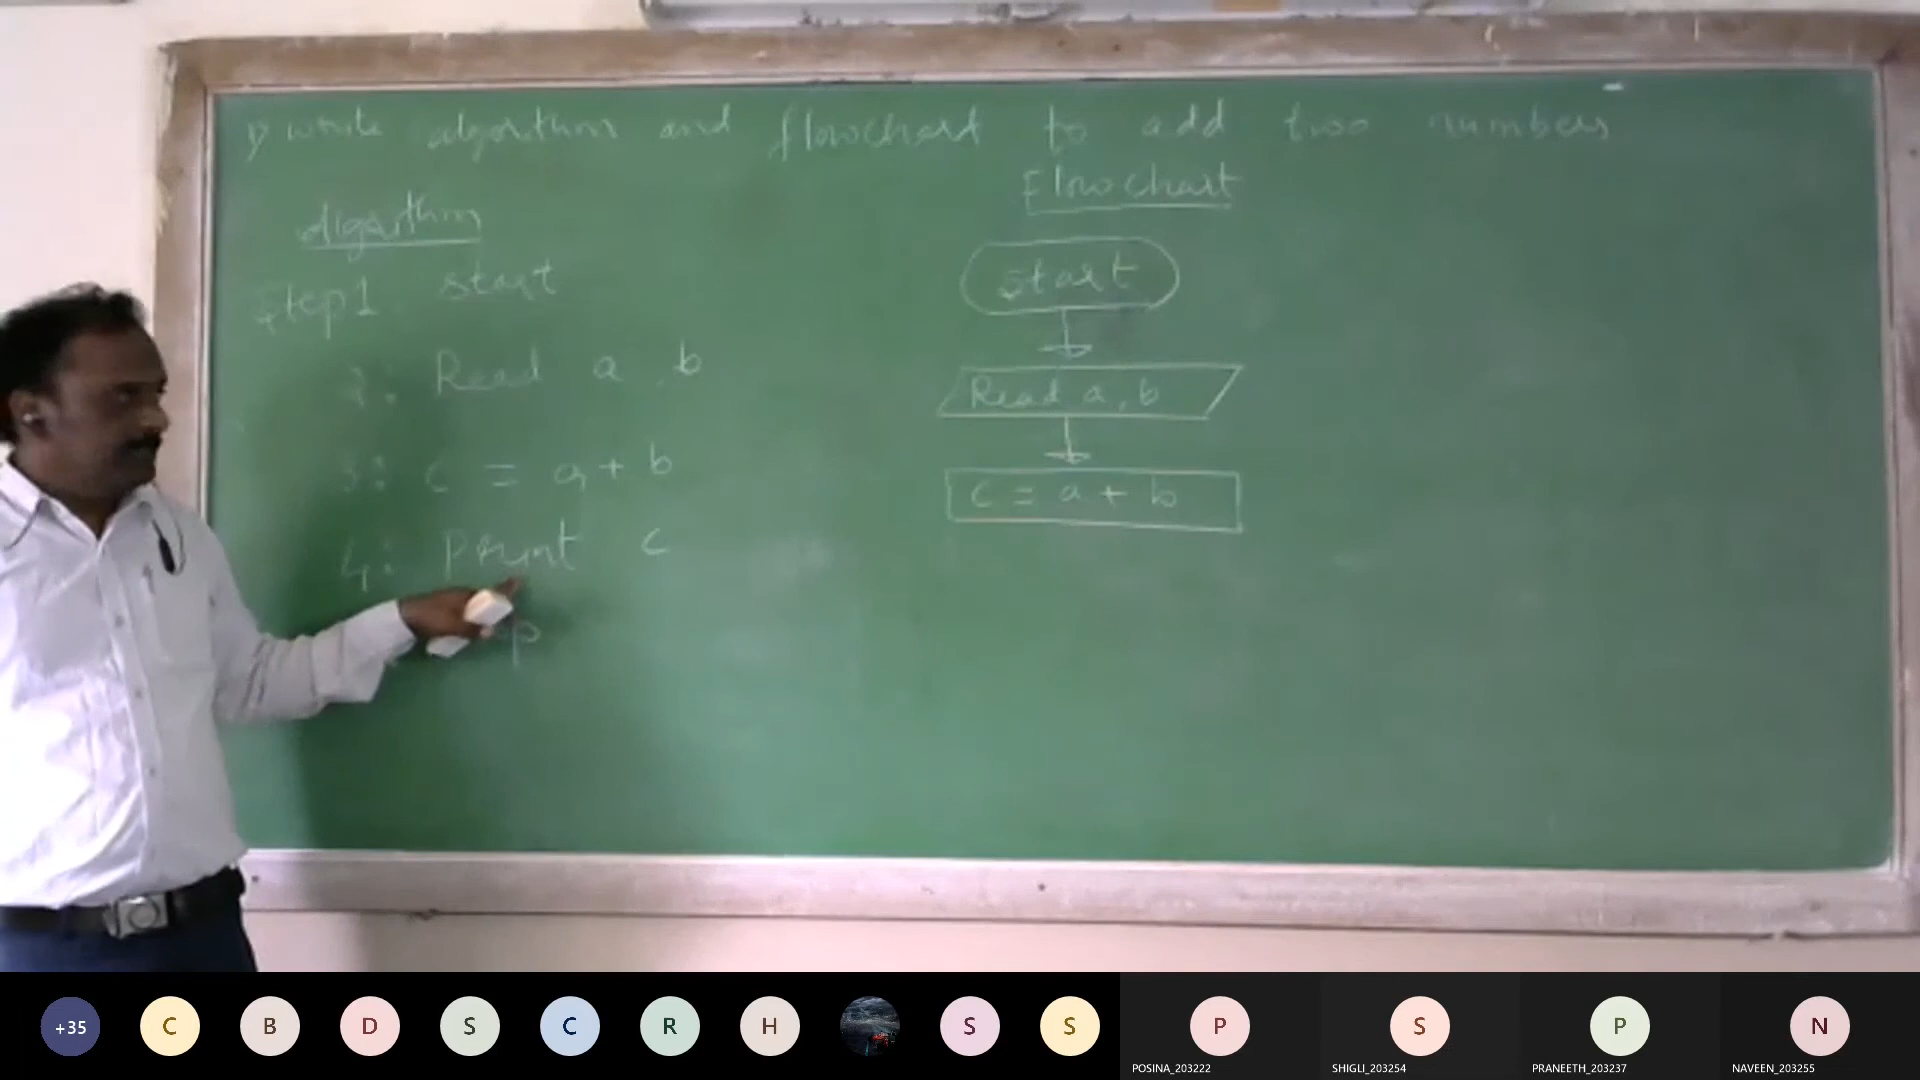 1) write algorithm and flowchart to add two numbers
algorithm
step1 start
2: Read a, b
3: c = a + b
4: print c
Flowchart
start
Read a, b
c = a + b
+35 C B D S C R H S S P S P N
POSINA_203222 SHIGLI_203254 PRANEETH_203237 NAVEEN_203255